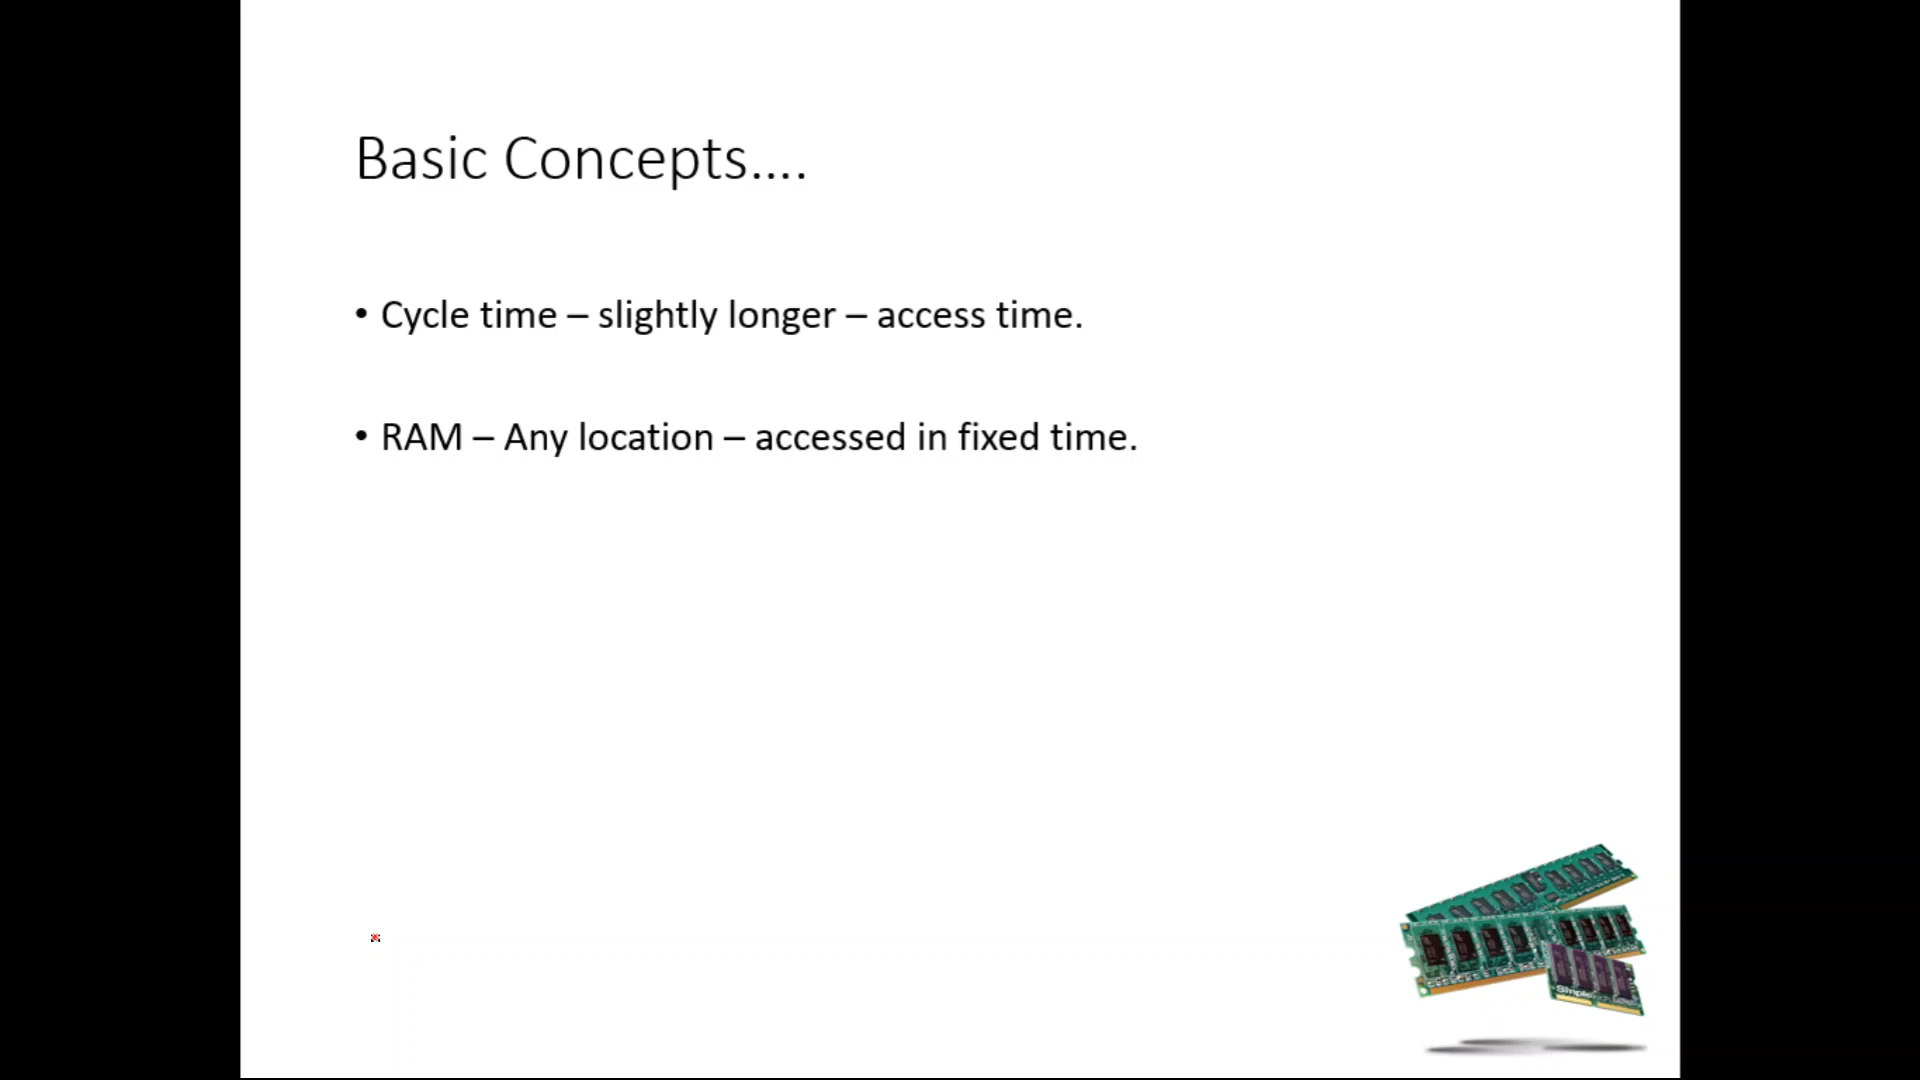 Basic Concepts....
• Cycle time – slightly longer – access time.
• RAM – Any location – accessed in fixed time.